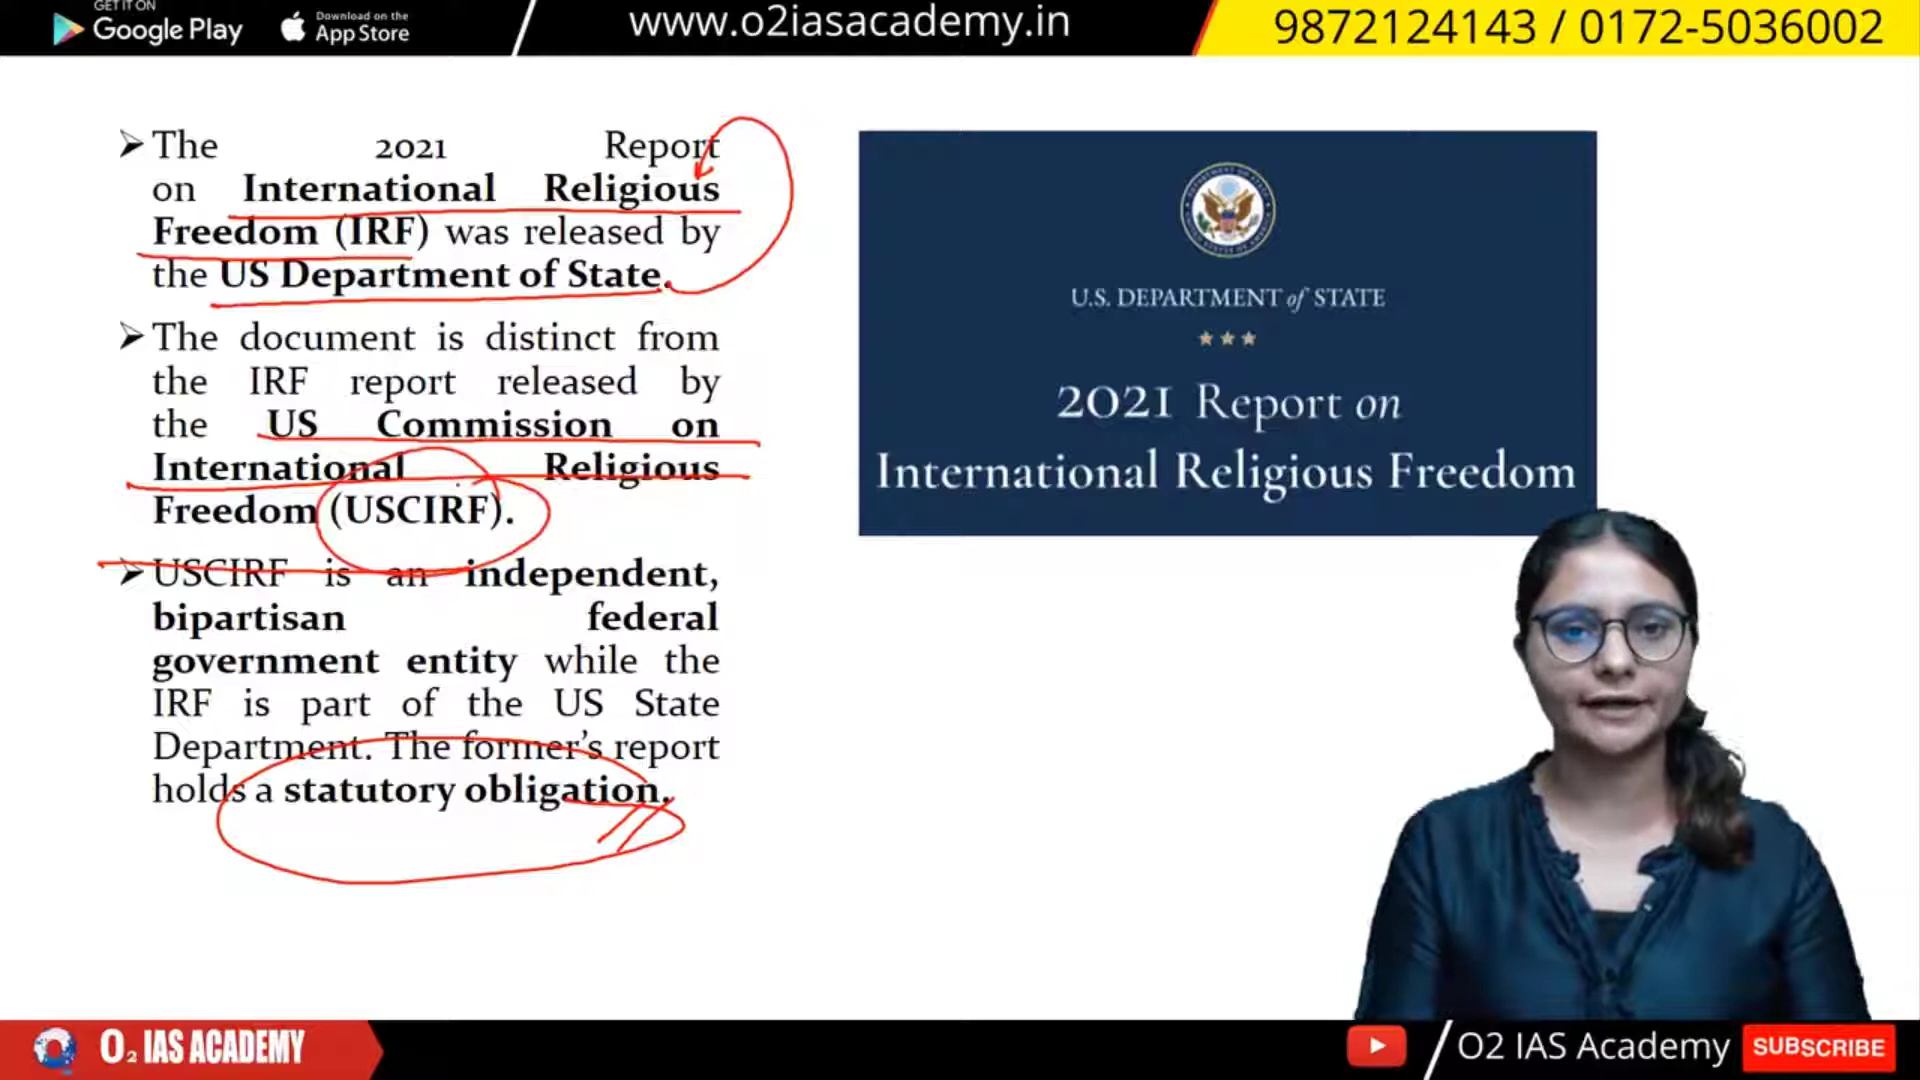 GET IT ON
Google Play
Download on the
App Store
www.o2iasacademy.in
9872124143 / 0172-5036002
➢ The 2021 Report
on International Religious
Freedom (IRF) was released by
the US Department of State.
➢ The document is distinct from
the IRF report released by
the US Commission on
International Religious
Freedom (USCIRF).
➢ USCIRF is an independent,
bipartisan federal
government entity while the
IRF is part of the US State
Department. The former's report
holds a statutory obligation.
U.S. DEPARTMENT of STATE
2021 Report on
International Religious Freedom
O2 IAS ACADEMY
O2 IAS Academy
SUBSCRIBE